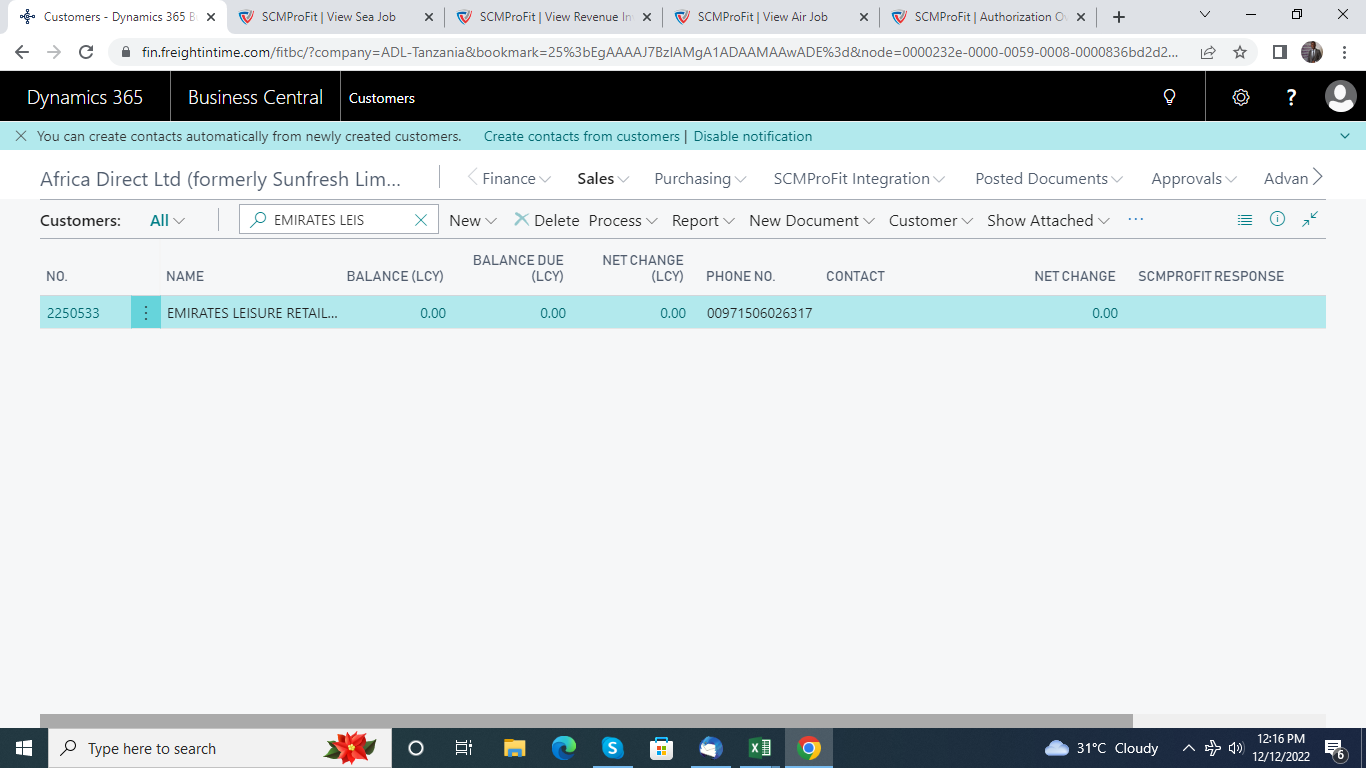 Customers - Dynamics 365 B
SCMProFit | View Sea Job
SCMProFit | View Revenue In
SCMProFit | View Air Job
SCMProFit | Authorization O
fin.freightintime.com/fitbc/?company=ADL-Tanzania&bookmark=25%3bEgAAAAJ7BzIAMgA1ADAAMAAwADE%3d&node=0000232e-0000-0059-0008-0000836bd2d2...
Dynamics 365 Business Central Customers ?
You can create contacts automatically from newly created customers. Create contacts from customers | Disable notification
Africa Direct Ltd (formerly Sunfresh Lim... Finance Sales Purchasing SCMProFit Integration Posted Documents Approvals Advan
Customers: All EMIRATES LEIS New Delete Process Report New Document Customer Show Attached ...
NO. NAME BALANCE (LCY) BALANCE DUE (LCY) NET CHANGE (LCY) PHONE NO. CONTACT NET CHANGE SCMPROFIT RESPONSE
2250533 EMIRATES LEISURE RETAIL... 0.00 0.00 0.00 00971506026317 0.00
Type here to search 31°C Cloudy 12:16 PM
12/12/2022 6